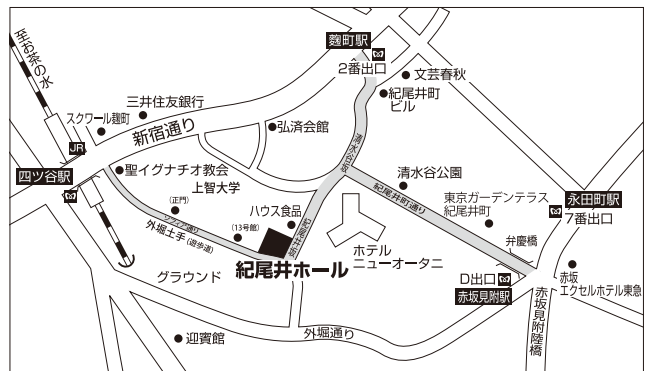 至お茶の水
麴町駅
2番出口
文芸春秋
紀尾井町
ビル
三井住友銀行
スクワール麴町
新宿通り
弘済会館
清水谷坂
JR
四ツ谷駅
聖イグナチオ教会
上智大学
清水谷公園
紀尾井町通り
東京ガーデンテラス
紀尾井町
永田町駅
7番出口
(正門)
ソフィア通り
外堀土手(遊歩道)
(13号館)
ハウス食品
紀尾井坂
弁慶橋
ホテル
ニューオータニ
グラウンド
紀尾井ホール
D出口
赤坂見附駅
赤坂
エクセルホテル東急
赤坂見附陸橋
迎賓館
外堀通り